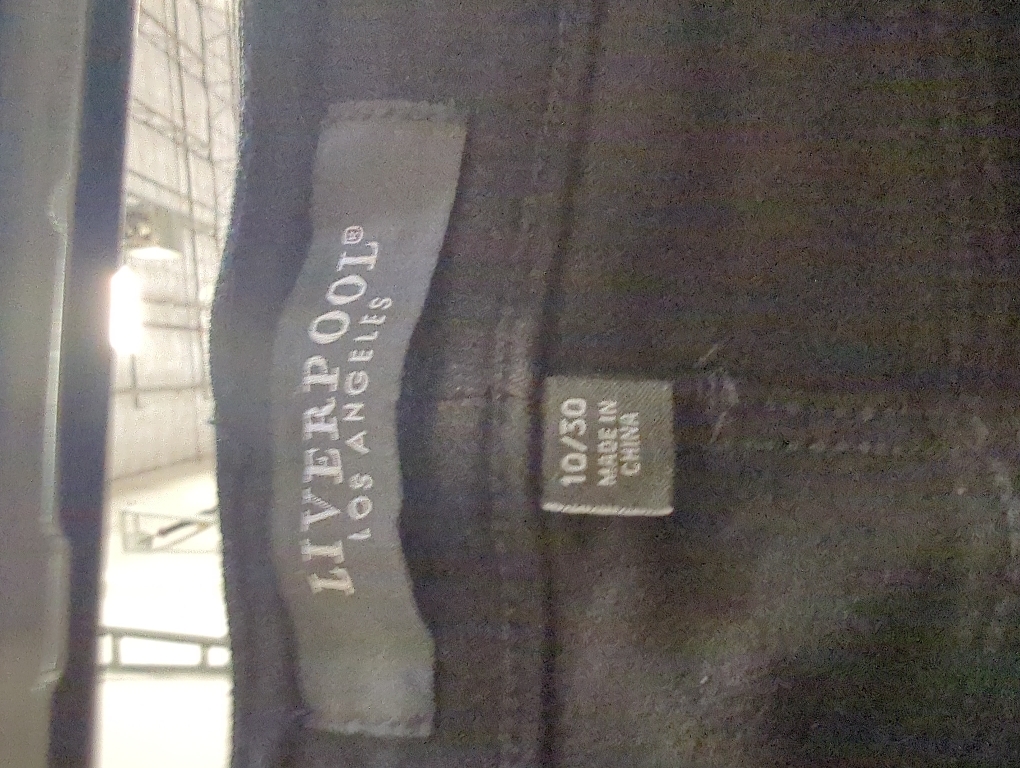 LIVERPOOL®
LOS ANGELES
10/30
MADE IN
CHINA